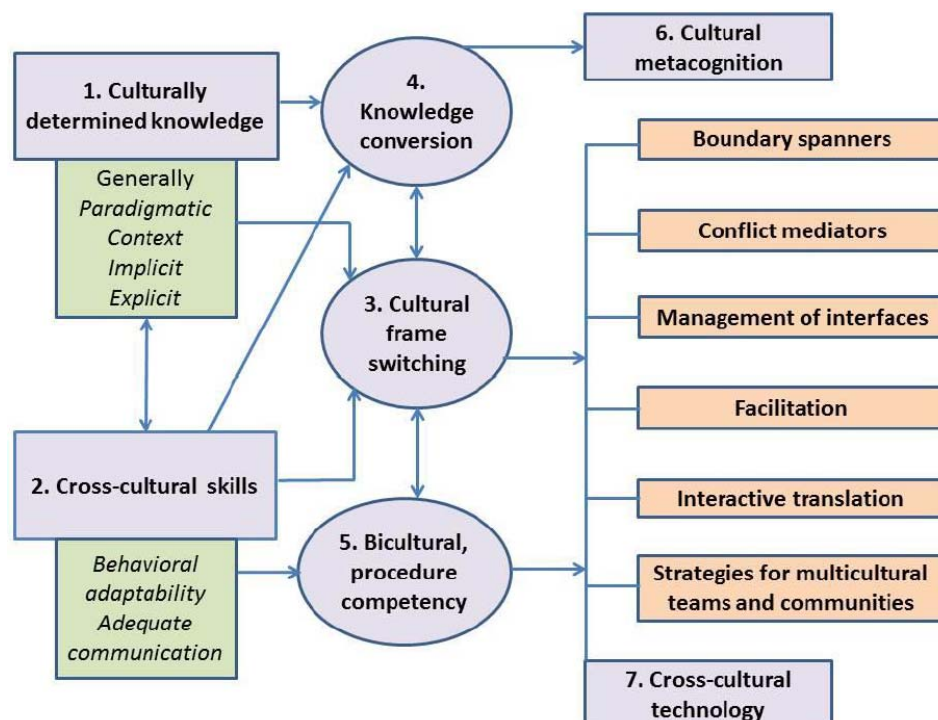 1. Culturally
determined knowledge
Generally
Paradigmatic
Context
Implicit
Explicit
2. Cross-cultural skills
Behavioral
adaptability
Adequate
communication
4.
Knowledge
conversion
3. Cultural
frame
switching
5. Bicultural,
procedure
competency
6. Cultural
metacognition
Boundary spanners
Conflict mediators
Management of interfaces
Facilitation
Interactive translation
Strategies for multicultural
teams and communities
7. Cross-cultural
technology